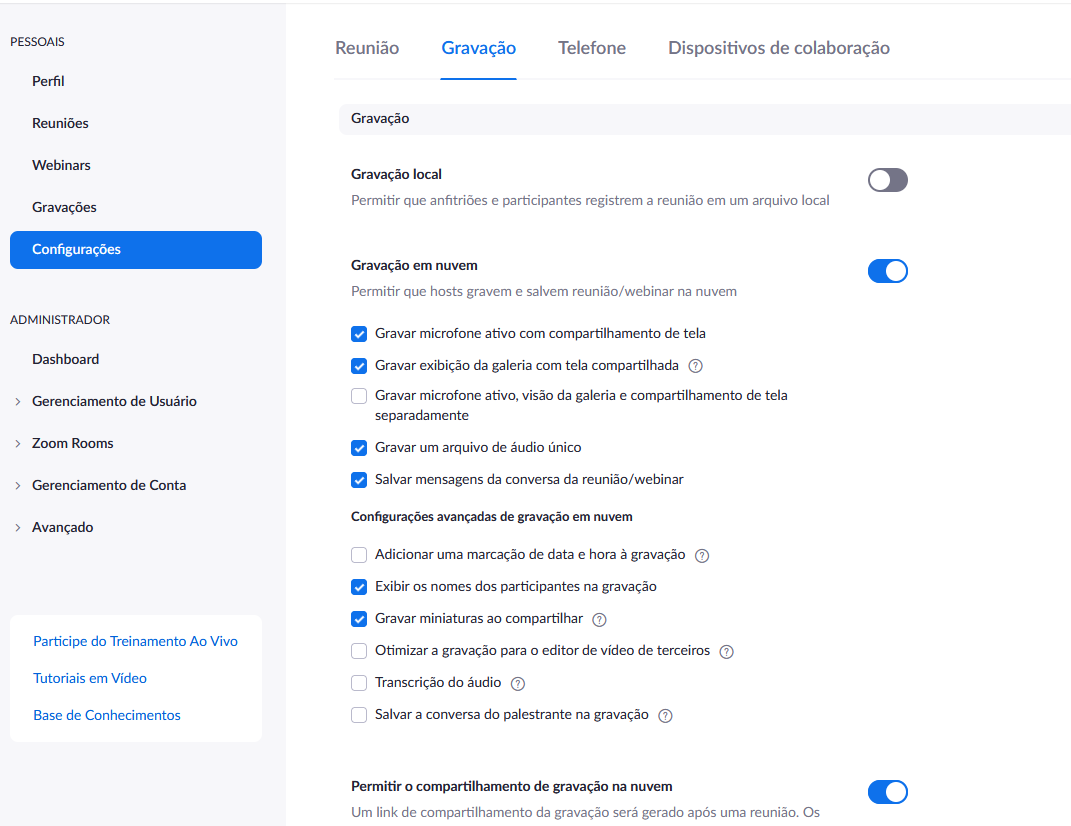 PESSOAIS
Perfil
Reuniões
Webinars
Gravações
Configurações
ADMINISTRADOR
Dashboard
Gerenciamento de Usuário
Zoom Rooms
Gerenciamento de Conta
Avançado
Participe do Treinamento Ao Vivo
Tutoriais em Vídeo
Base de Conhecimentos
Reunião Gravação Telefone Dispositivos de colaboração
Gravação
Gravação local
Permitir que anfitriões e participantes registrem a reunião em um arquivo local
Gravação em nuvem
Permitir que hosts gravem e salvem reunião/webinar na nuvem
Gravar microfone ativo com compartilhamento de tela
Gravar exibição da galeria com tela compartilhada
Gravar microfone ativo, visão da galeria e compartilhamento de tela
separadamente
Gravar um arquivo de áudio único
Salvar mensagens da conversa da reunião/webinar
Configurações avançadas de gravação em nuvem
Adicionar uma marcação de data e hora à gravação
Exibir os nomes dos participantes na gravação
Gravar miniaturas ao compartilhar
Otimizar a gravação para o editor de vídeo de terceiros
Transcrição do áudio
Salvar a conversa do palestrante na gravação
Permitir o compartilhamento de gravação na nuvem
Um link de compartilhamento da gravação será gerado após uma reunião. Os